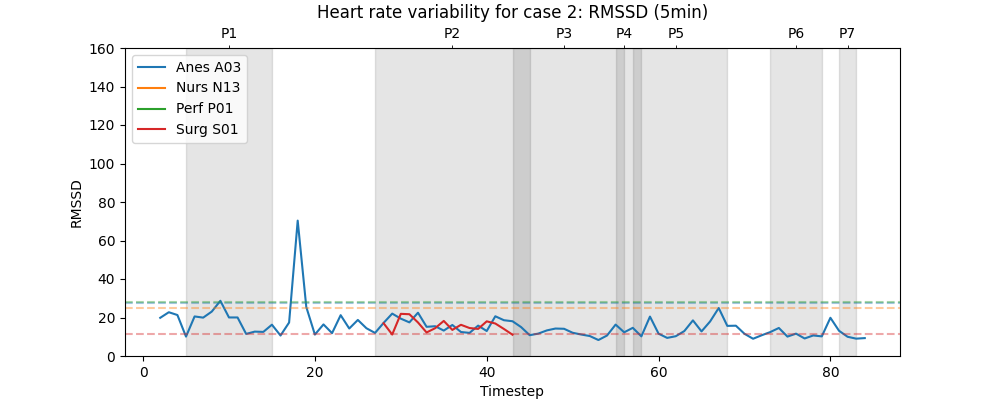 Heart rate variability for case 2: RMSSD (5min)
P1 P2 P3 P4 P5 P6 P7
160
140
120
100
80
60
40
20
0
RMSSD
Anes A03
Nurs N13
Perf P01
Surg S01
0 20 40 60 80
Timestep